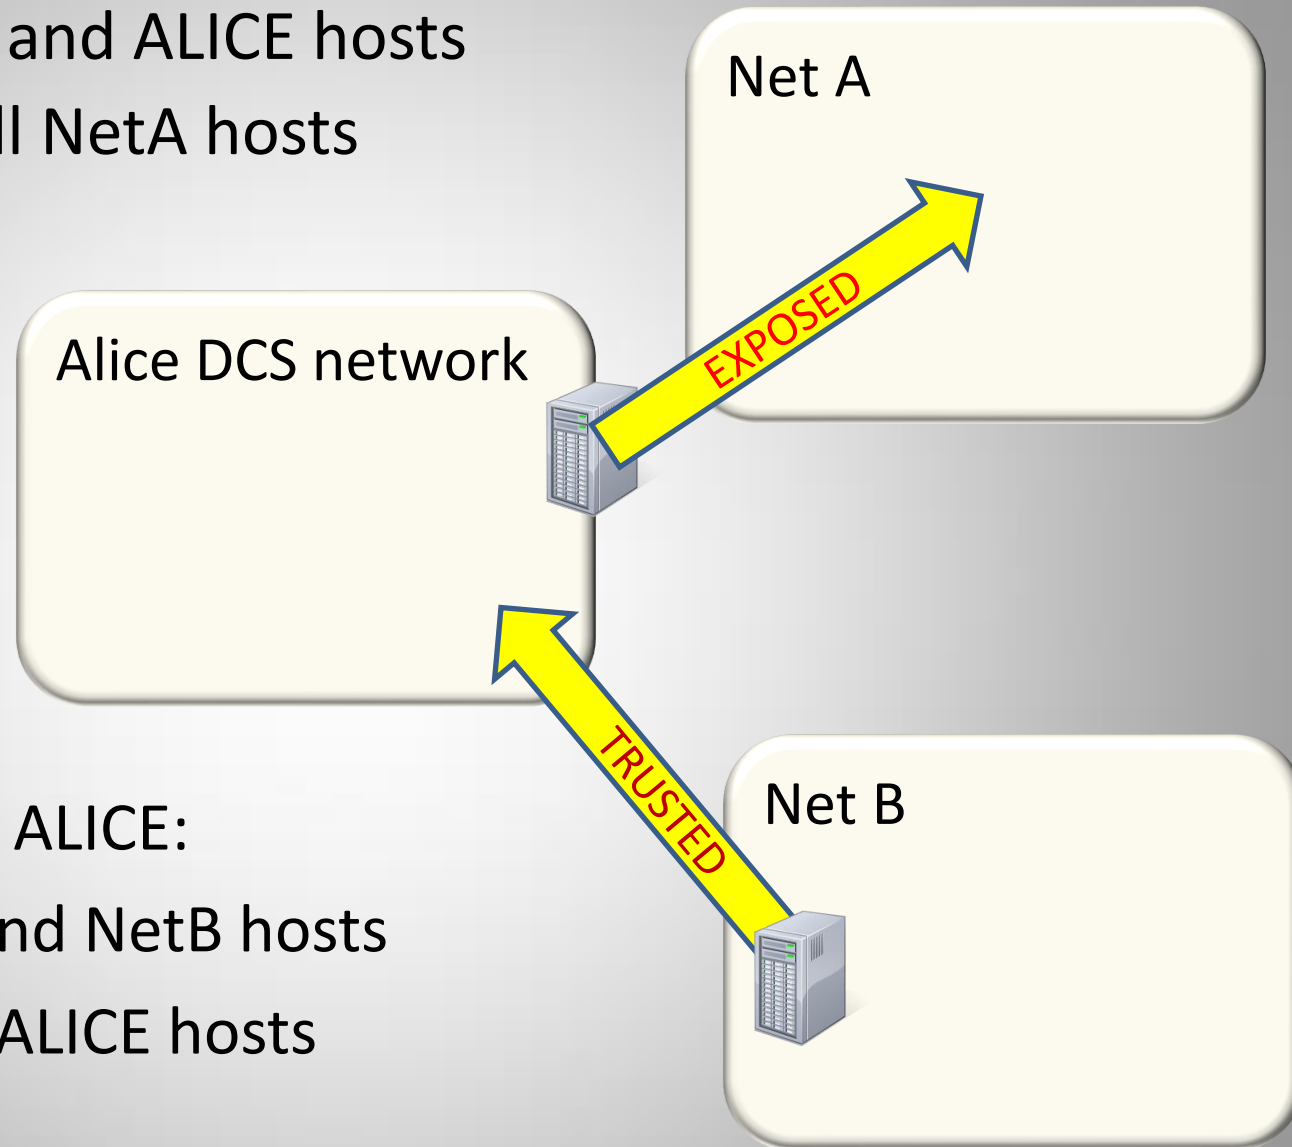 and ALICE hosts
ll NetA hosts
Net A
EXPOSED
Alice DCS network
TRUSTED
Net B
ALICE:
nd NetB hosts
ALICE hosts